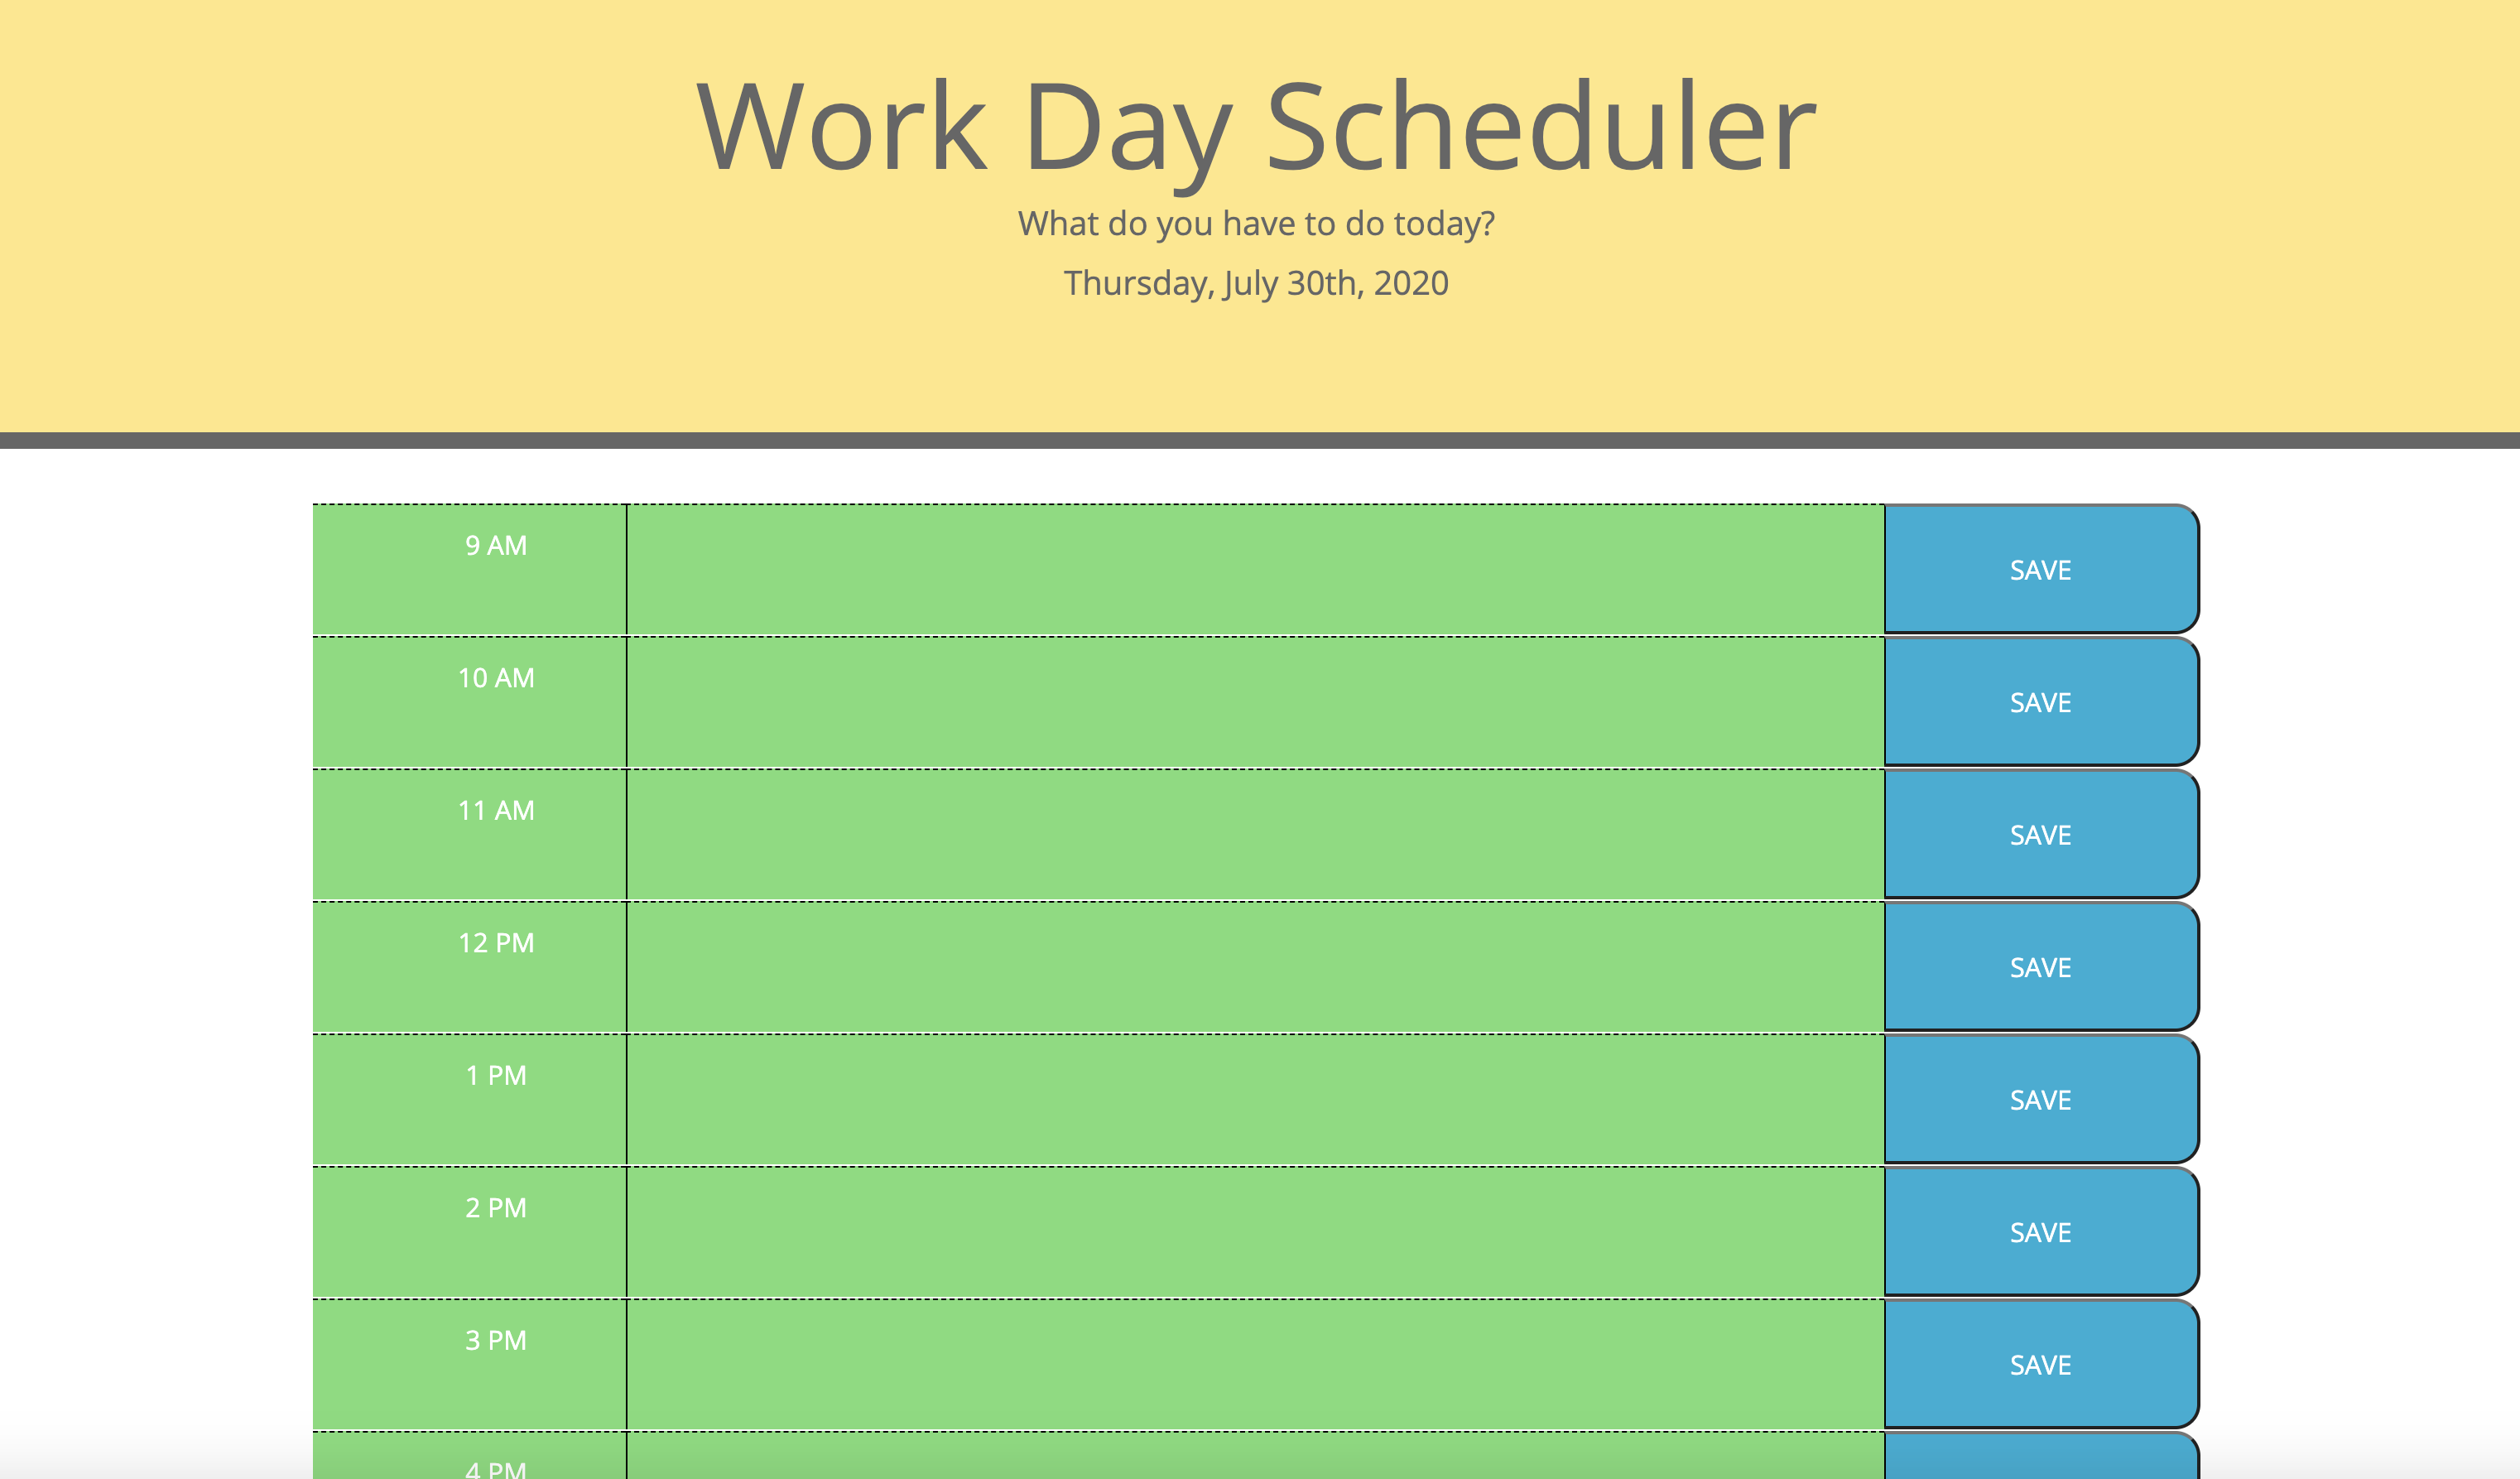 Work Day Scheduler
What do you have to do today?
Thursday, July 30th, 2020
9 AM
SAVE
10 AM
SAVE
11 AM
SAVE
12 PM
SAVE
1 PM
SAVE
2 PM
SAVE
3 PM
SAVE
4 PM